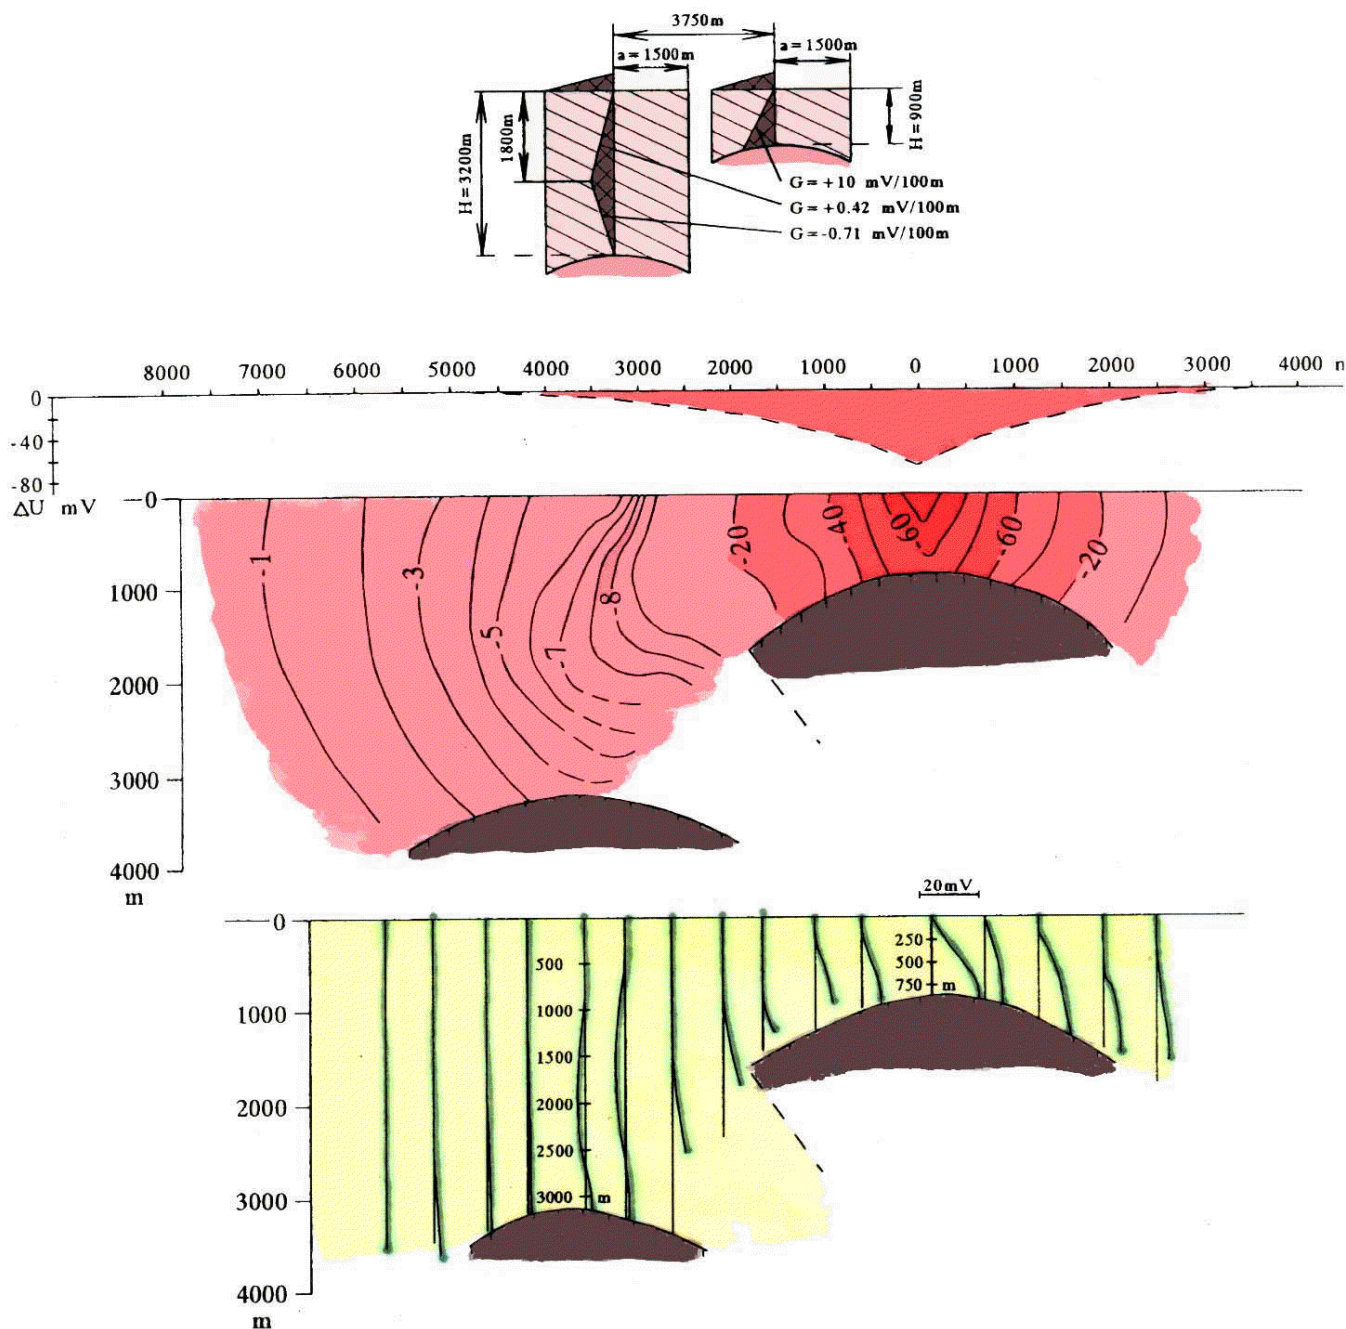 3750m
a = 1500m
a = 1500m
H = 3200m
1800m
H = 900m
G = +10 mV/100m
G = +0.42 mV/100m
G = -0.71 mV/100m
8000 7000 6000 5000 4000 3000 2000 1000 0 1000 2000 3000 4000 n
0
-40
-80
ΔU mV
0
1000
2000
3000
4000
m
-1
-3
-5
-7
8
-20
-40
-60
-60
-20
20mV
0
1000
2000
3000
4000
m
500
1000
1500
2000
2500
3000 m
250
500
750 m